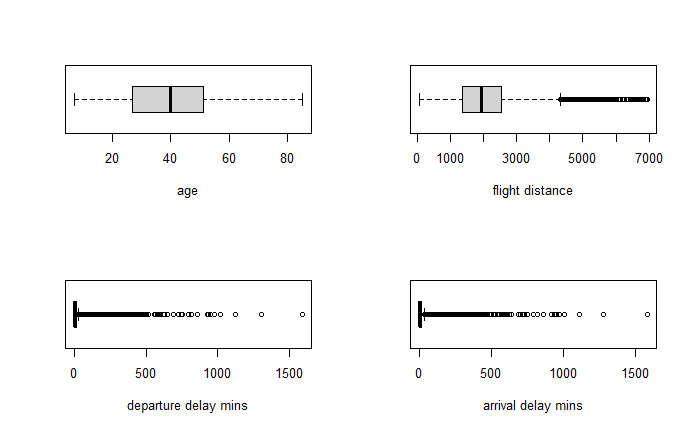 20 40 60 80
age
0 1000 3000 5000 7000
flight distance
0 500 1000 1500
departure delay mins
0 500 1000 1500
arrival delay mins